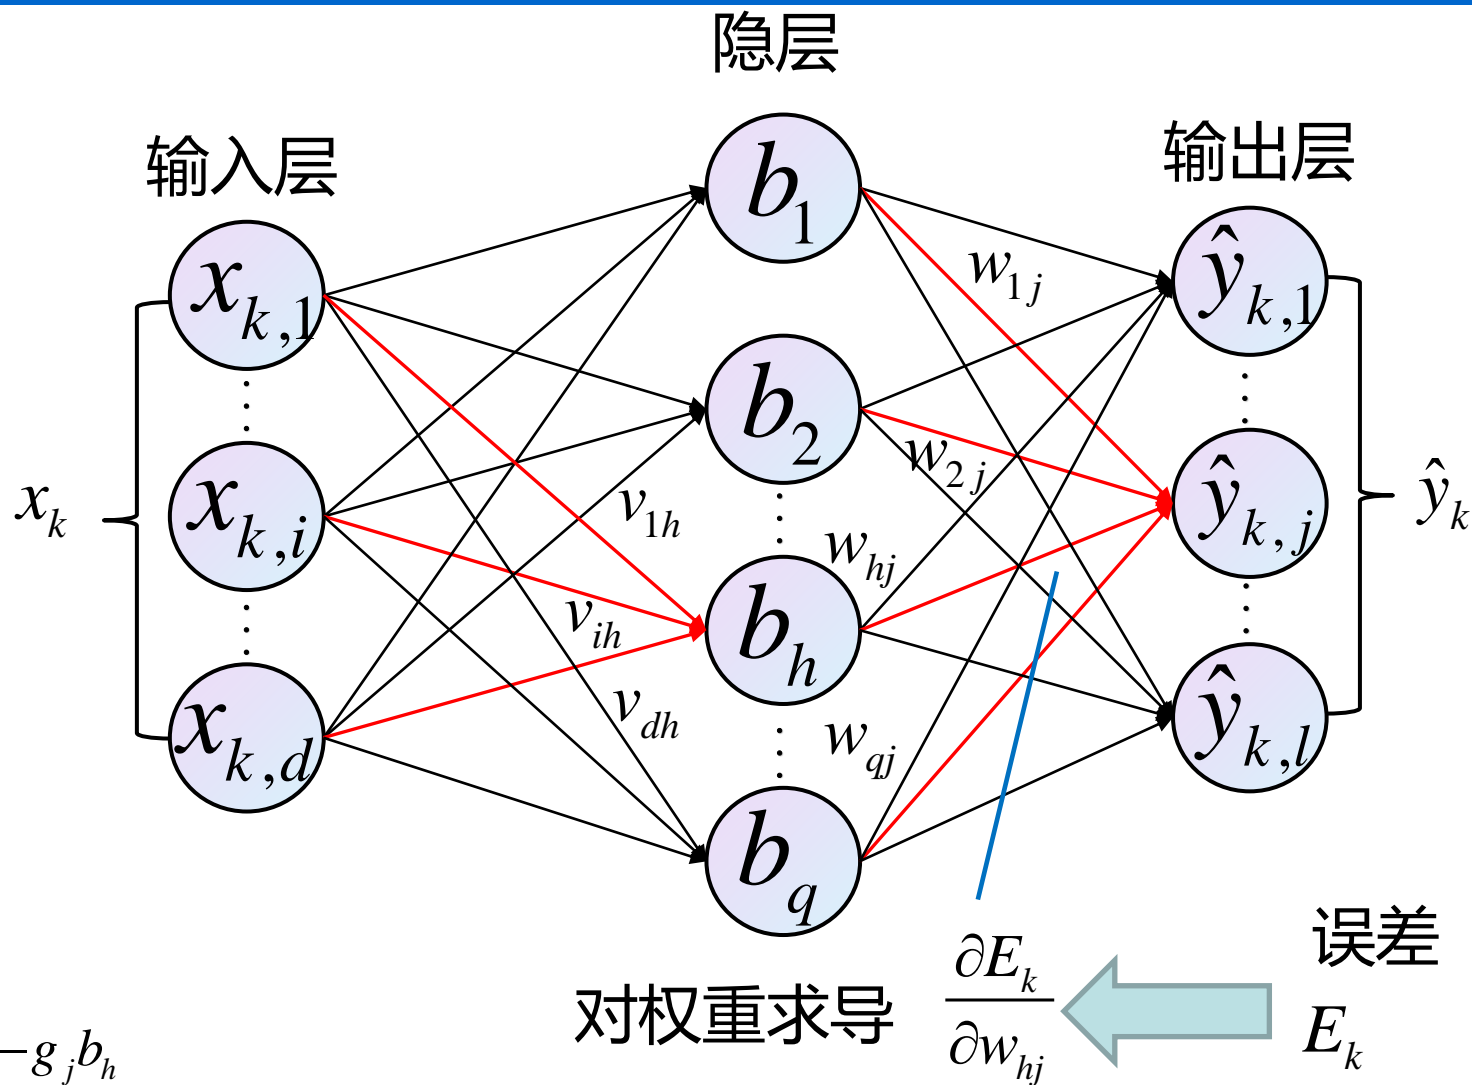 隐层
输入层
输出层
b_1
x_{k,1}
w_{1j}
ŷ_{k,1}
b_2
x_k
x_{k,i}
v_{1h}
w_{2j}
ŷ_{k,j}
ŷ_k
w_{hj}
v_{ih}
b_h
x_{k,d}
v_{dh}
w_{qj}
ŷ_{k,l}
b_q
误差
对权重求导
∂E_k
∂w_{hj}
E_k
−g_j b_h